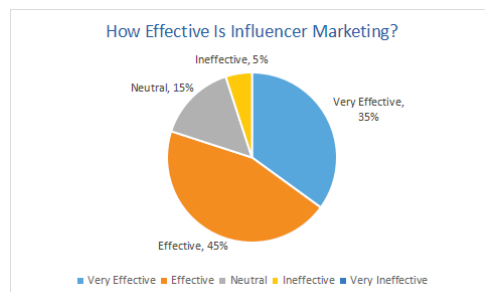 How Effective Is Influencer Marketing?
Ineffective, 5%
Neutral, 15%
Very Effective,
35%
Effective, 45%
Very Effective Effective Neutral Ineffective Very Ineffective